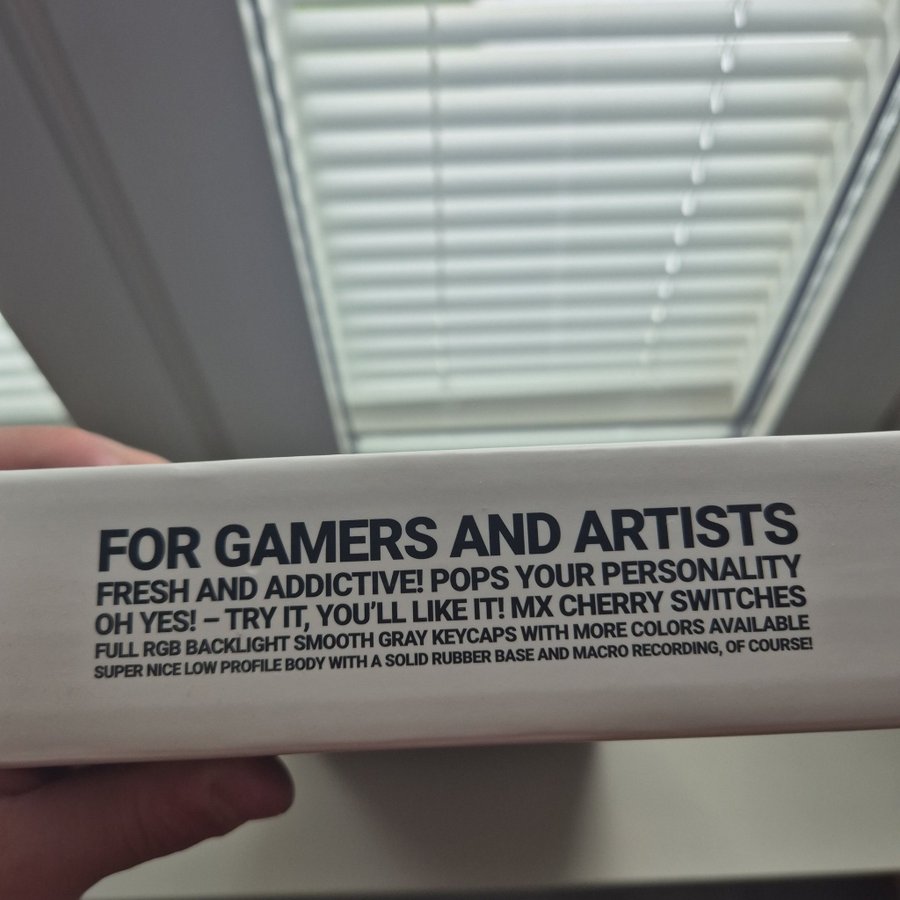 FOR GAMERS AND ARTISTS
FRESH AND ADDICTIVE! POPS YOUR PERSONALITY
OH YES! – TRY IT, YOU’LL LIKE IT! MX CHERRY SWITCHES
FULL RGB BACKLIGHT SMOOTH GRAY KEYCAPS WITH MORE COLORS AVAILABLE
SUPER NICE LOW PROFILE BODY WITH A SOLID RUBBER BASE AND MACRO RECORDING, OF COURSE!